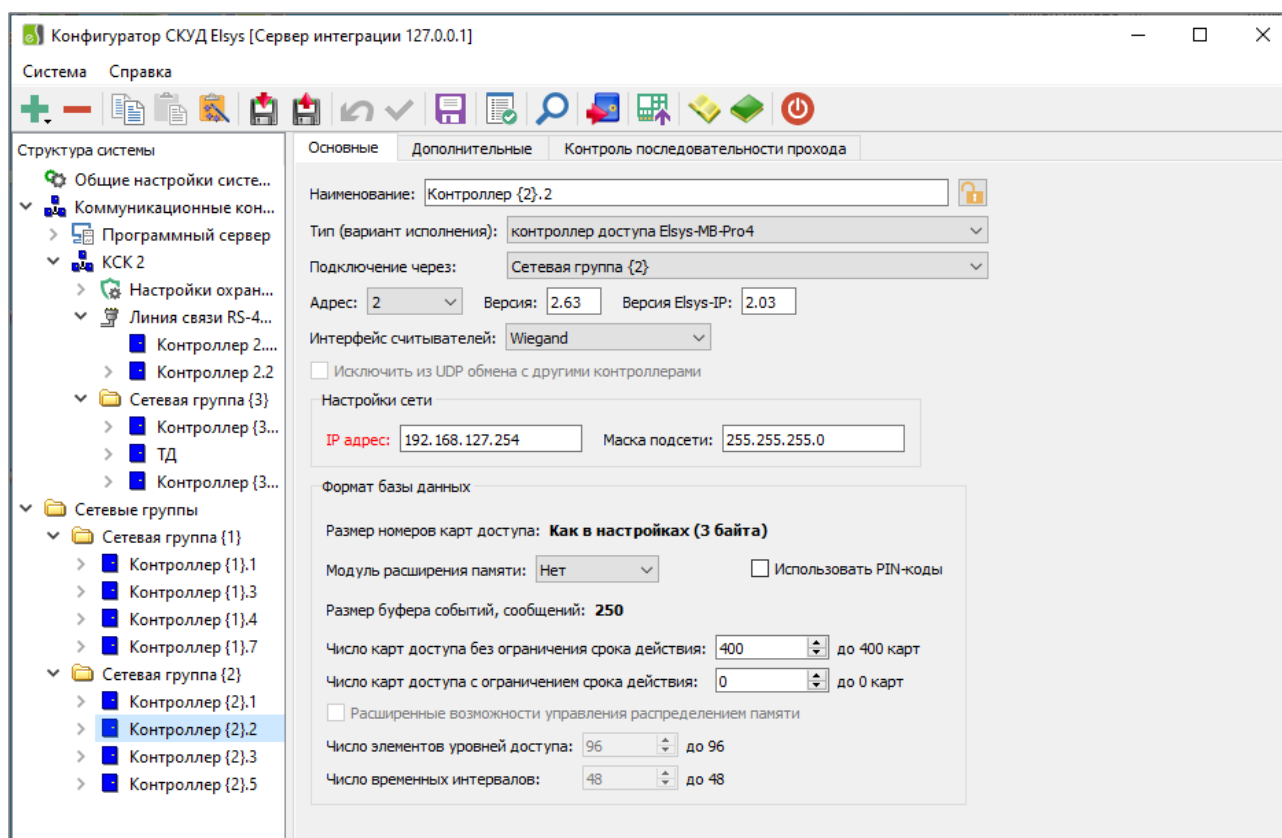 Конфигуратор СКУД Elsys [Сервер интеграции 127.0.0.1]
Система Справка
Структура системы
Общие настройки систе...
Коммуникационные кон...
Программный сервер
КСК 2
Настройки охран...
Линия связи RS-4...
Контроллер 2....
Контроллер 2.2
Сетевая группа {3}
Контроллер {3...
ТД
Контроллер {3...
Сетевые группы
Сетевая группа {1}
Контроллер {1}.1
Контроллер {1}.3
Контроллер {1}.4
Контроллер {1}.7
Сетевая группа {2}
Контроллер {2}.1
Контроллер {2}.2
Контроллер {2}.3
Контроллер {2}.5
Основные Дополнительные Контроль последовательности прохода
Наименование: Контроллер {2}.2
Тип (вариант исполнения): контроллер доступа Elsys-MB-Pro4
Подключение через: Сетевая группа {2}
Адрес: 2 Версия: 2.63 Версия Elsys-IP: 2.03
Интерфейс считывателей: Wiegand
Исключить из UDP обмена с другими контроллерами
Настройки сети
IP адрес: 192.168.127.254 Маска подсети: 255.255.255.0
Формат базы данных
Размер номеров карт доступа: Как в настройках (3 байта)
Модуль расширения памяти: Нет Использовать PIN-коды
Размер буфера событий, сообщений: 250
Число карт доступа без ограничения срока действия: 400 до 400 карт
Число карт доступа с ограничением срока действия: 0 до 0 карт
Расширенные возможности управления распределением памяти
Число элементов уровней доступа: 96 до 96
Число временных интервалов: 48 до 48